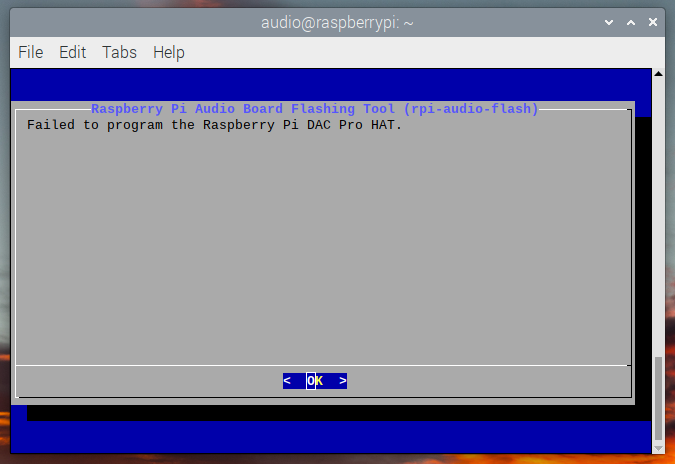 audio@raspberrypi: ~
File Edit Tabs Help
Raspberry Pi Audio Board Flashing Tool (rpi-audio-flash)
Failed to program the Raspberry Pi DAC Pro HAT.
< OK >